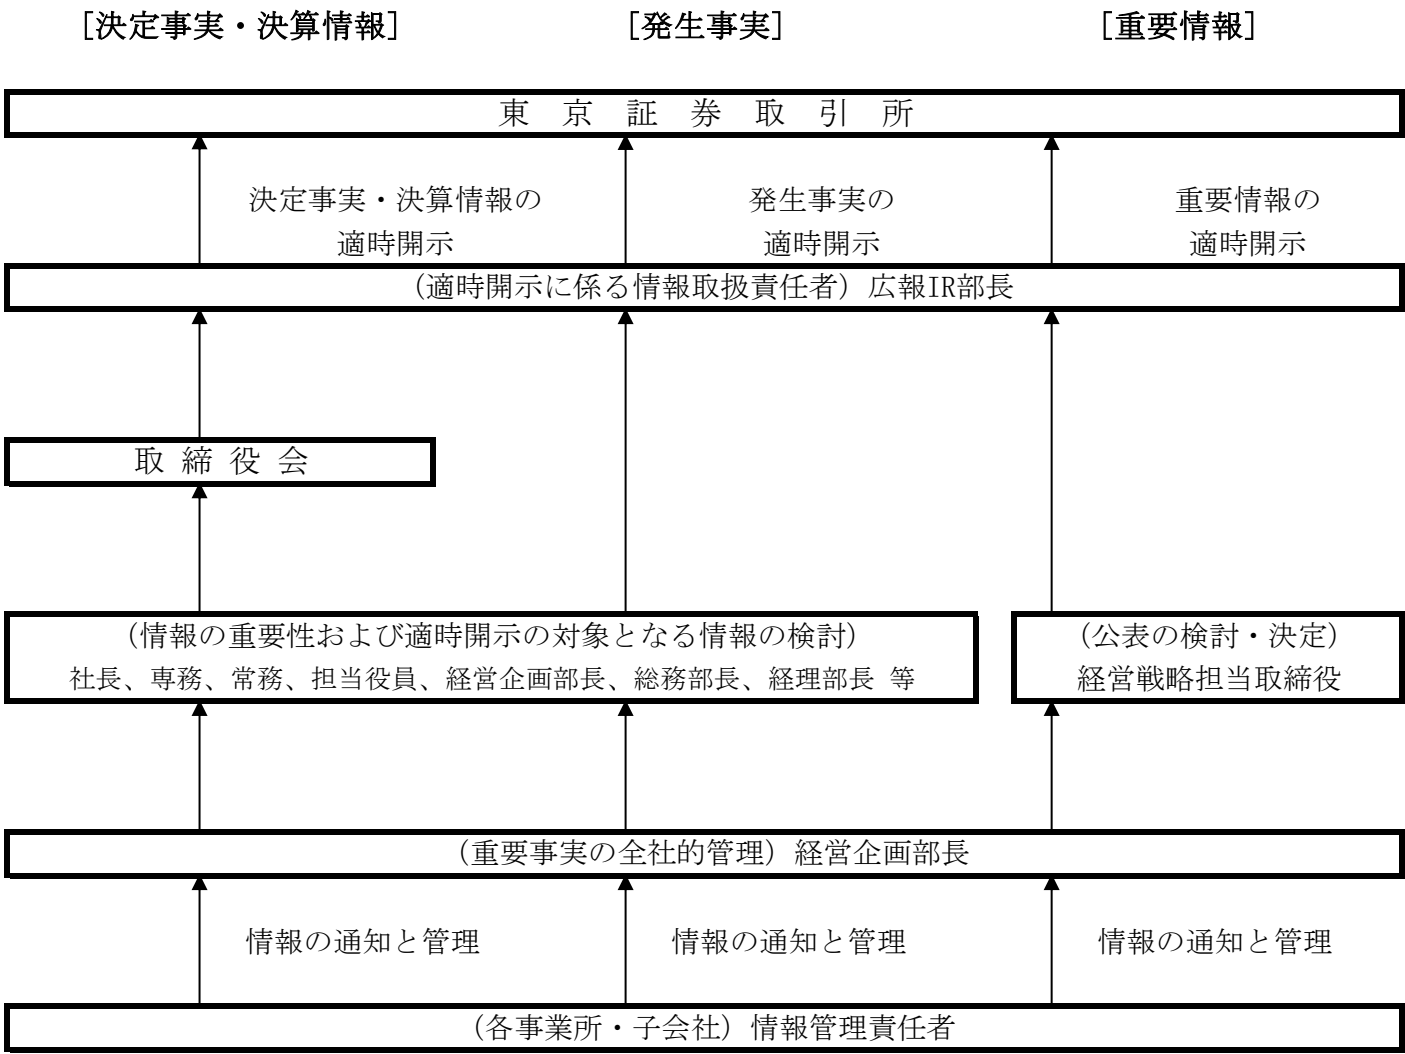 [決定事実・決算情報] [発生事実] [重要情報]
東京証券取引所
決定事実・決算情報の 発生事実の 重要情報の
適時開示 適時開示 適時開示
(適時開示に係る情報取扱責任者) 広報IR部長
取締役会
(情報の重要性および適時開示の対象となる情報の検討) (公表の検討・決定)
社長、専務、常務、担当役員、経営企画部長、総務部長、経理部長 等 経営戦略担当取締役
(重要事実の全社的管理) 経営企画部長
情報の通知と管理 情報の通知と管理 情報の通知と管理
(各事業所・子会社) 情報管理責任者